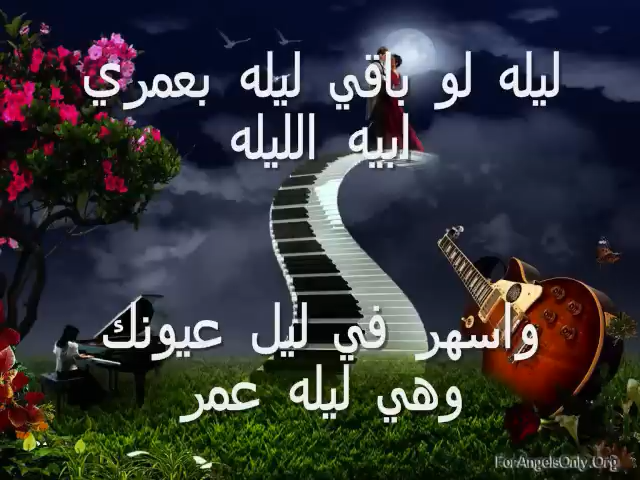 ليله لو باقي ليله بعمري
ابيه الليله
واسهر في ليل عيونك
وهي ليله عمر
ForAngelsOnly.Org